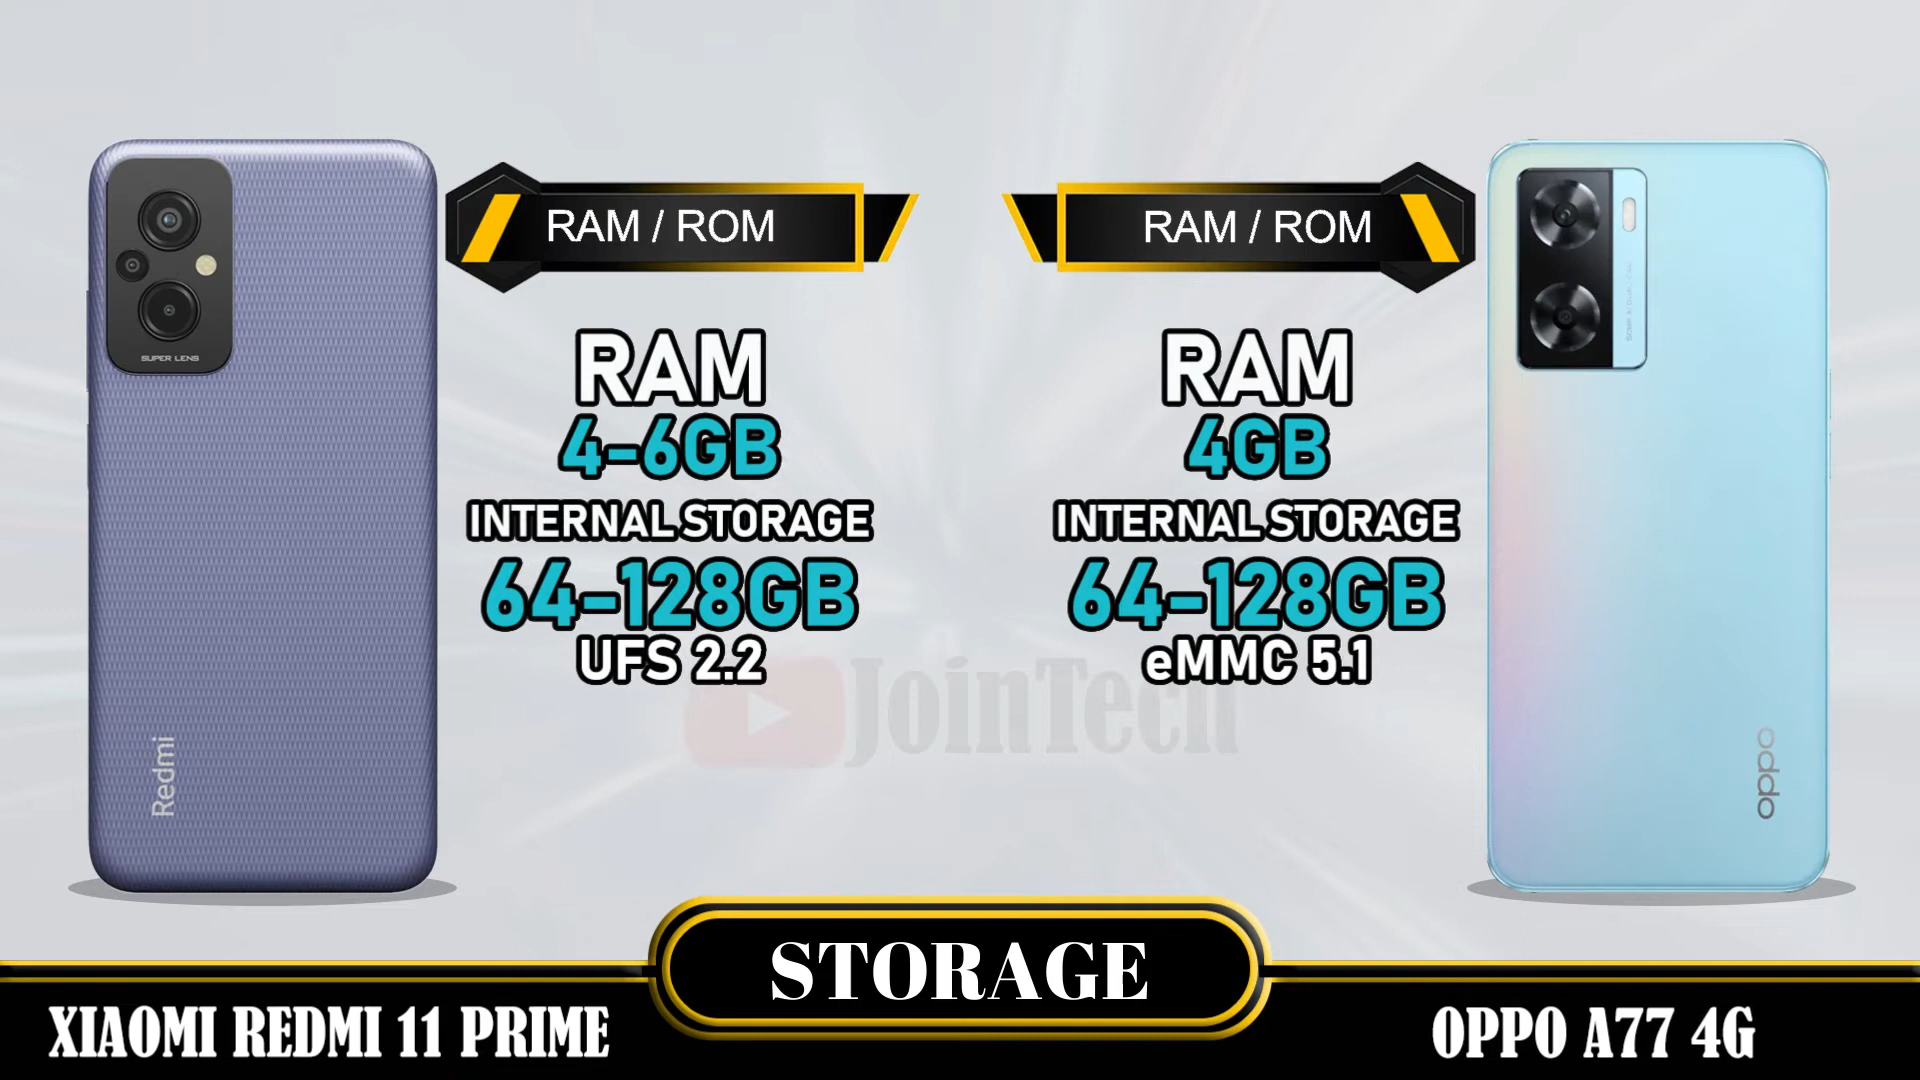 RAM / ROM
RAM
4-6GB
INTERNAL STORAGE
64-128GB
UFS 2.2
RAM / ROM
RAM
4GB
INTERNAL STORAGE
64-128GB
eMMC 5.1
SUPER LENS
Redmi
oppo
JoinTech
STORAGE
XIAOMI REDMI 11 PRIME
OPPO A77 4G